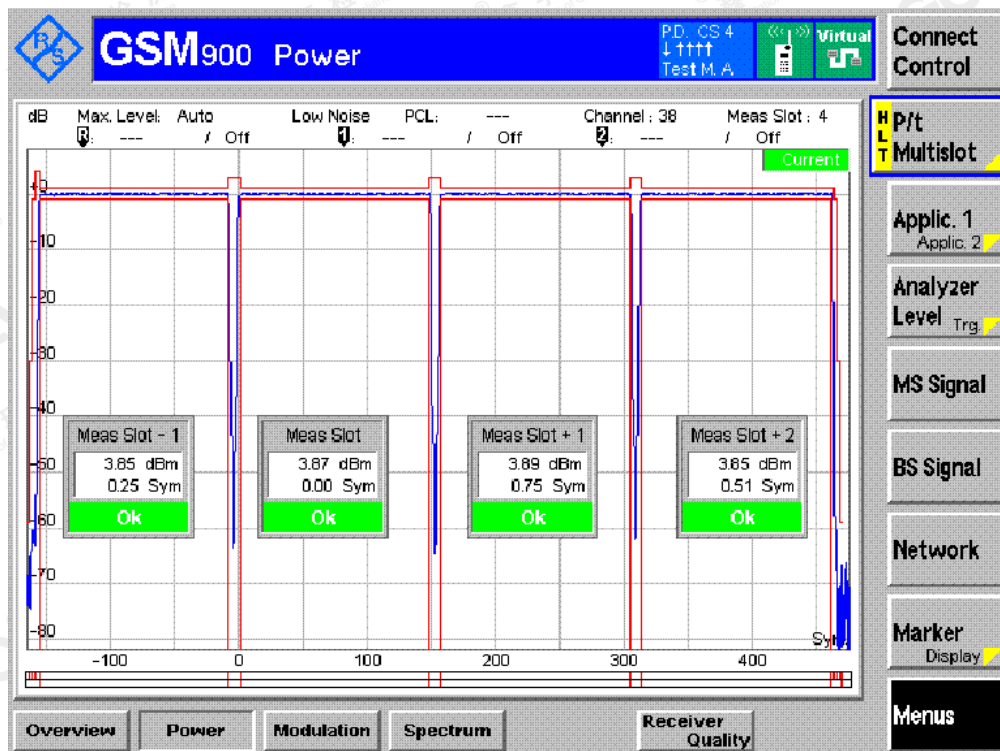 R/S
GSM900 Power
P.D. CS 4
Test M. A
Virtual
Connect
Control
dB Max. Level: Auto Low Noise PCL: --- Channel : 38 Meas Slot : 4
R: --- / Off 1: --- / Off 2: --- / Off
Current
H L T
P/t
Multislot
Applic. 1
Applic. 2
Analyzer
Level Trg.
MS Signal
BS Signal
Network
Marker
Display
Menus
+0
-10
-20
-30
-40
-50
-60
-70
-80
Meas Slot - 1
3.85 dBm
0.25 Sym
Ok
Meas Slot
3.87 dBm
0.00 Sym
Ok
Meas Slot + 1
3.89 dBm
0.75 Sym
Ok
Meas Slot + 2
3.85 dBm
0.51 Sym
Ok
-100 0 100 200 300 400
Overview Power Modulation Spectrum Receiver Quality